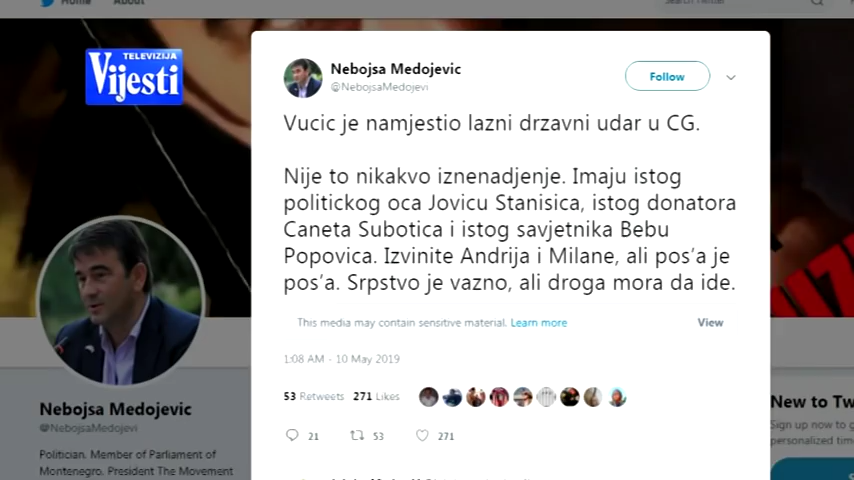 Home About
Search Twitter
TELEVIZIJA
Vijesti
Nebojsa Medojevic
@NebojsaMedojevi
Follow
Vucic je namjestio lazni drzavni udar u CG.
Nije to nikakvo iznenadjenje. Imaju istog
politickog oca Jovicu Stanisica, istog donatora
Caneta Subotica i istog savjetnika Bebu
Popovica. Izvinite Andrija i Milane, ali pos'a je
pos'a. Srpstvo je vazno, ali droga mora da ide.
This media may contain sensitive material. Learn more
View
1:08 AM - 10 May 2019
53 Retweets 271 Likes
21 53 271
Nebojsa Medojevic
@NebojsaMedojevi
Politician. Member of Parliament of
Montenegro. President The Movement
New to Tw
Sign up now to g
personalized time